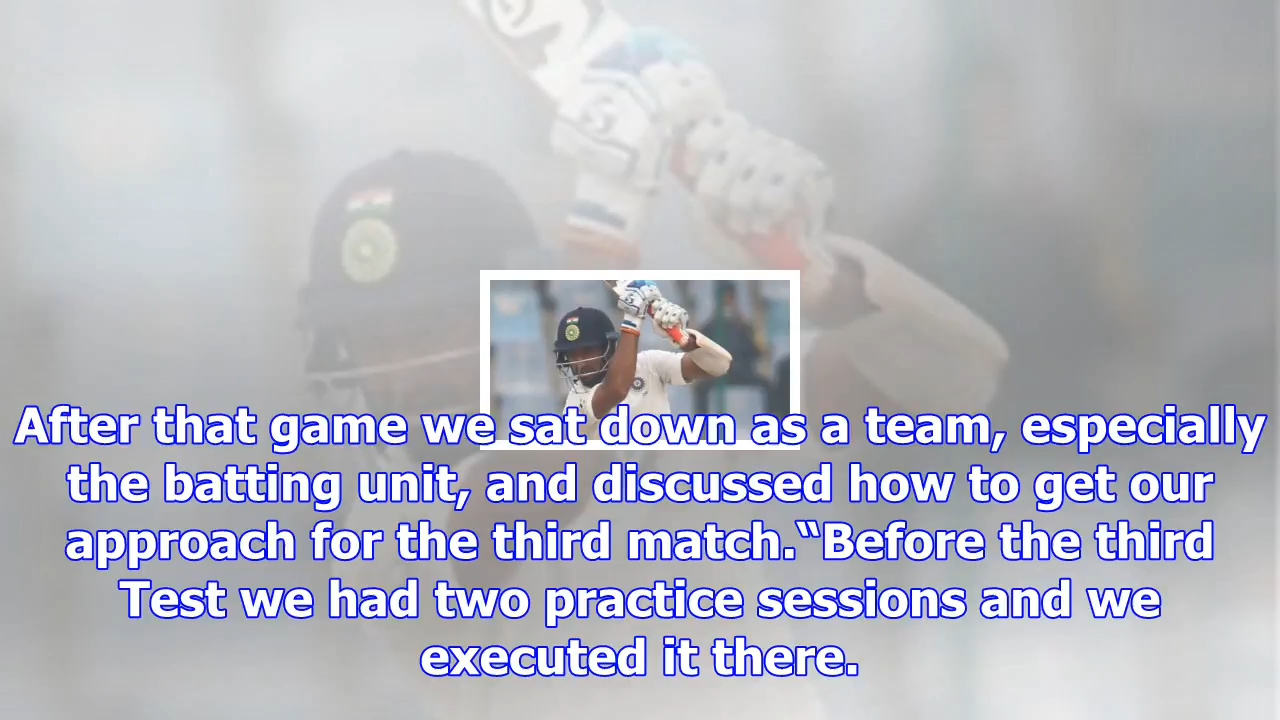 After that game we sat down as a team, especially
the batting unit, and discussed how to get our
approach for the third match.“Before the third
Test we had two practice sessions and we
executed it there.